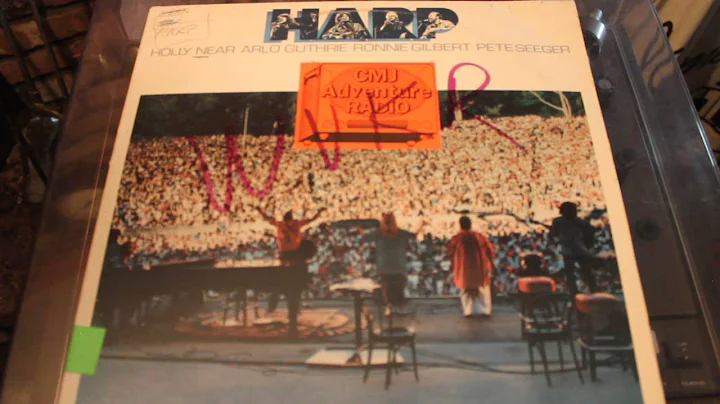 HARP
HOLLY NEAR ARLO GUTHRIE RONNIE GILBERT PETE SEEGER
CMJ
Adventure
RADIO